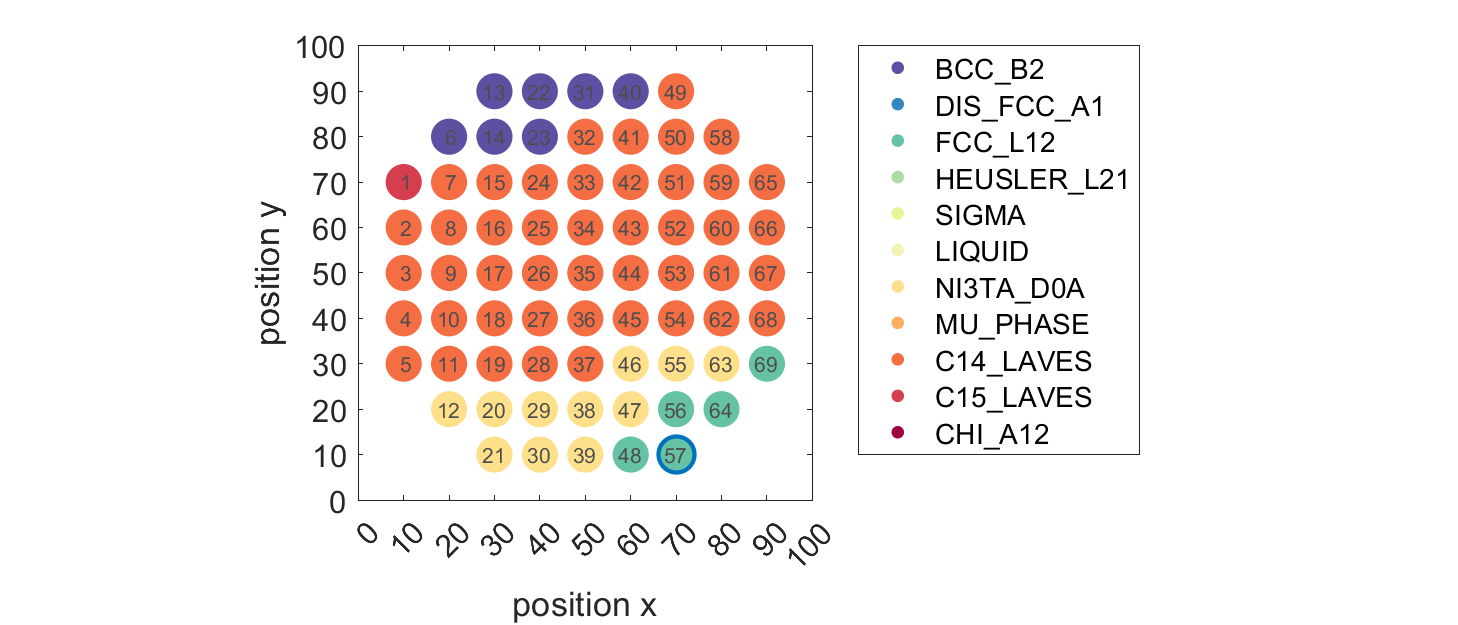 100
90
80
70
60
50
40
30
20
10
0
position y
13 22 31 40 49
6 14 23 32 41 50 58
1 7 15 24 33 42 51 59 65
2 8 16 25 34 43 52 60 66
3 9 17 26 35 44 53 61 67
4 10 18 27 36 45 54 62 68
5 11 19 28 37 46 55 63 69
12 20 29 38 47 56 64
21 30 39 48 57
0 10 20 30 40 50 60 70 80 90 100
position x
BCC_B2
DIS_FCC_A1
FCC_L12
HEUSLER_L21
SIGMA
LIQUID
NI3TA_D0A
MU_PHASE
C14_LAVES
C15_LAVES
CHI_A12